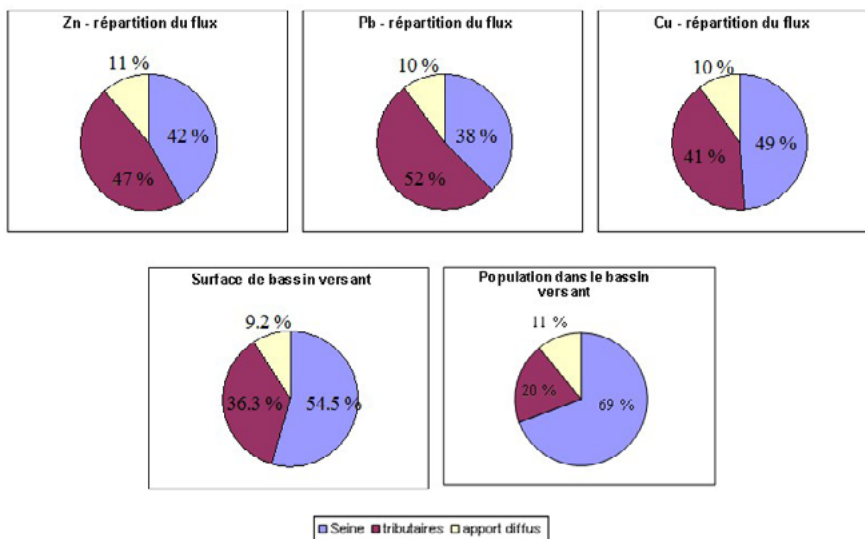 Zn - répartition du flux
11 %
42 %
47 %
Pb - répartition du flux
10 %
38 %
52 %
Cu - répartition du flux
10 %
41 %
49 %
Surface de bassin versant
9.2 %
36.3 %
54.5 %
Population dans le bassin
versant
11 %
20 %
69 %
Seine
tributaires
apport diffus